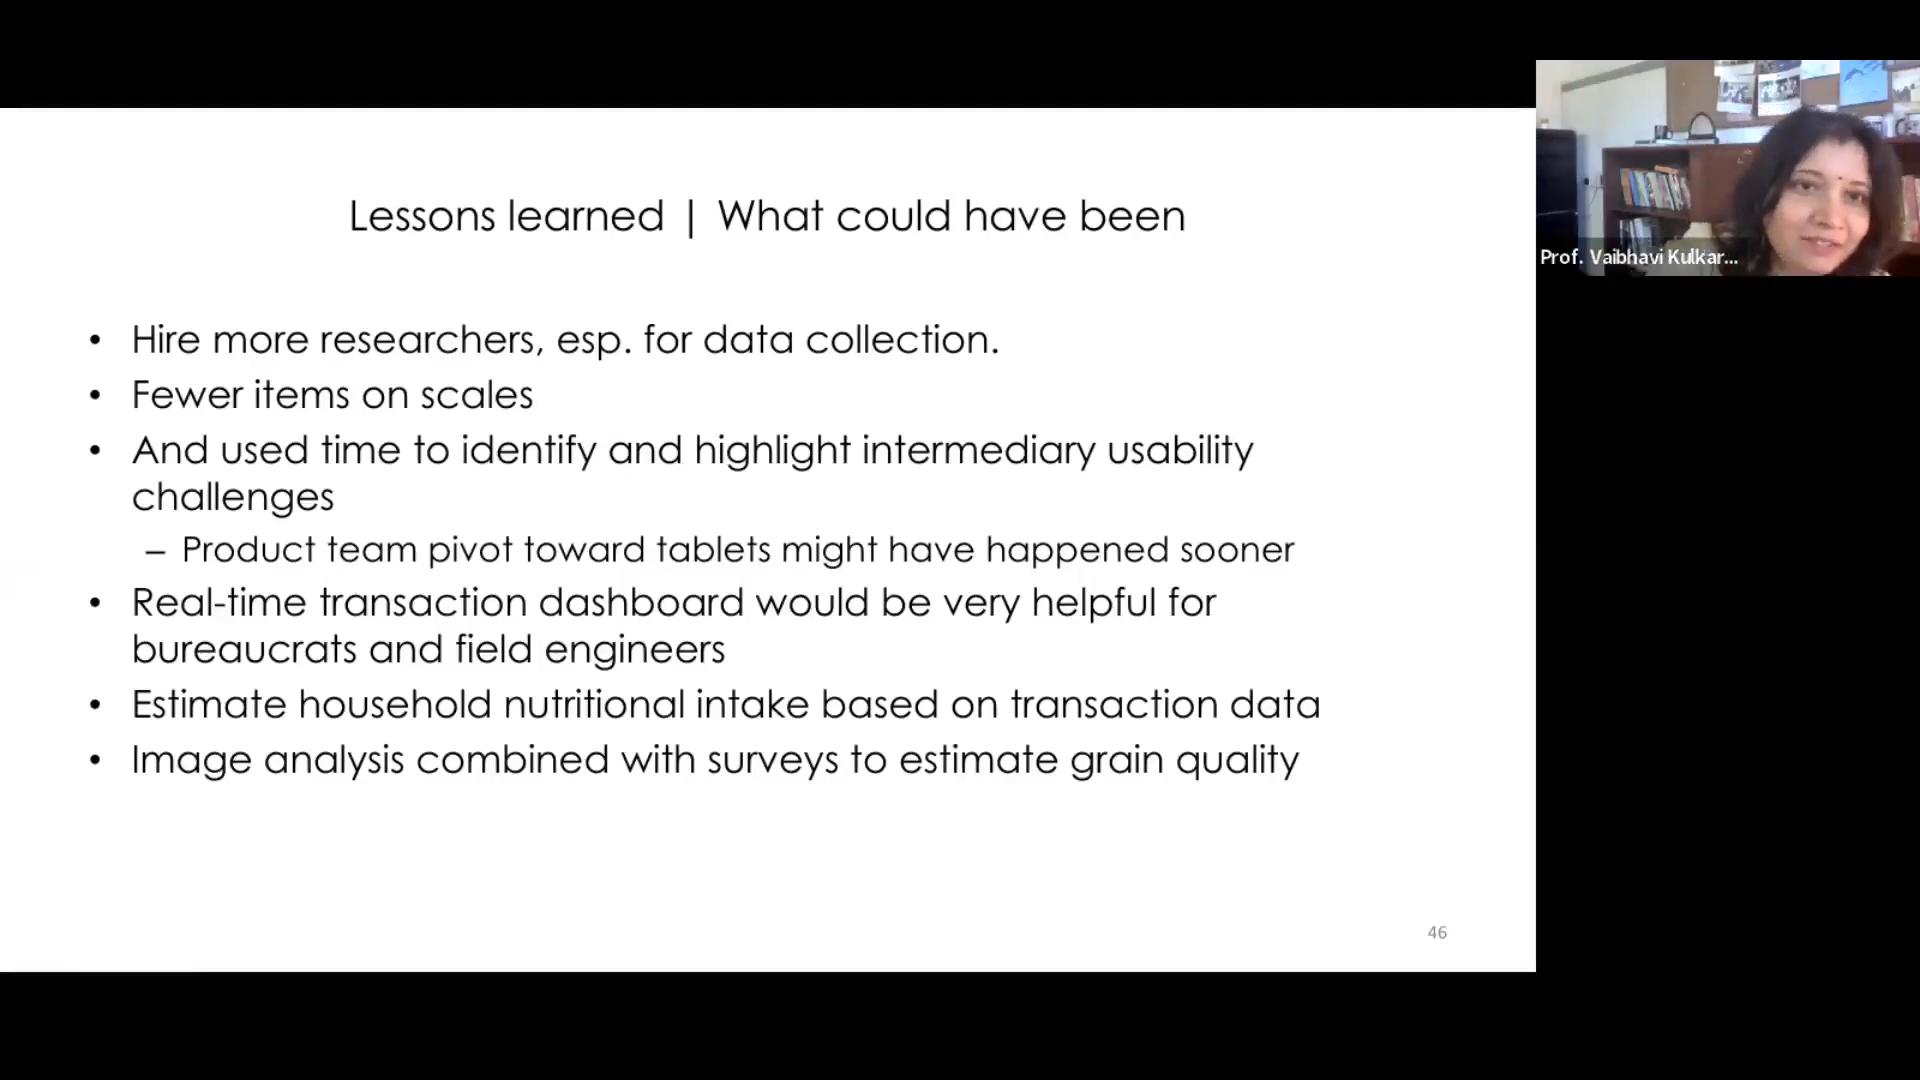 Lessons learned | What could have been
• Hire more researchers, esp. for data collection.
• Fewer items on scales
• And used time to identify and highlight intermediary usability
challenges
– Product team pivot toward tablets might have happened sooner
• Real-time transaction dashboard would be very helpful for
bureaucrats and field engineers
• Estimate household nutritional intake based on transaction data
• Image analysis combined with surveys to estimate grain quality
46
Prof. Vaibhavi Kulkar...